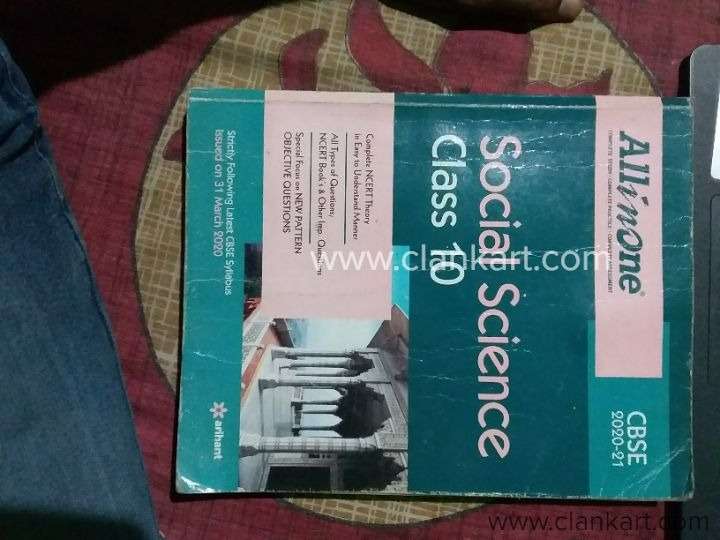 All in one®
COMPLETE STUDY • COMPLETE PRACTICE • COMPLETE ASSESSMENT
CBSE
2020-21
Social Science
Class 10
Complete NCERT Theory
in Easy to Understand Manner
All Types of Questions;
NCERT Book's & Other Imp. Questions
Special Focus on NEW PATTERN
OBJECTIVE QUESTIONS
Strictly Following Latest CBSE Syllabus
Issued on 31 March 2020
arihant
www.clankart.com
www.clankart.com